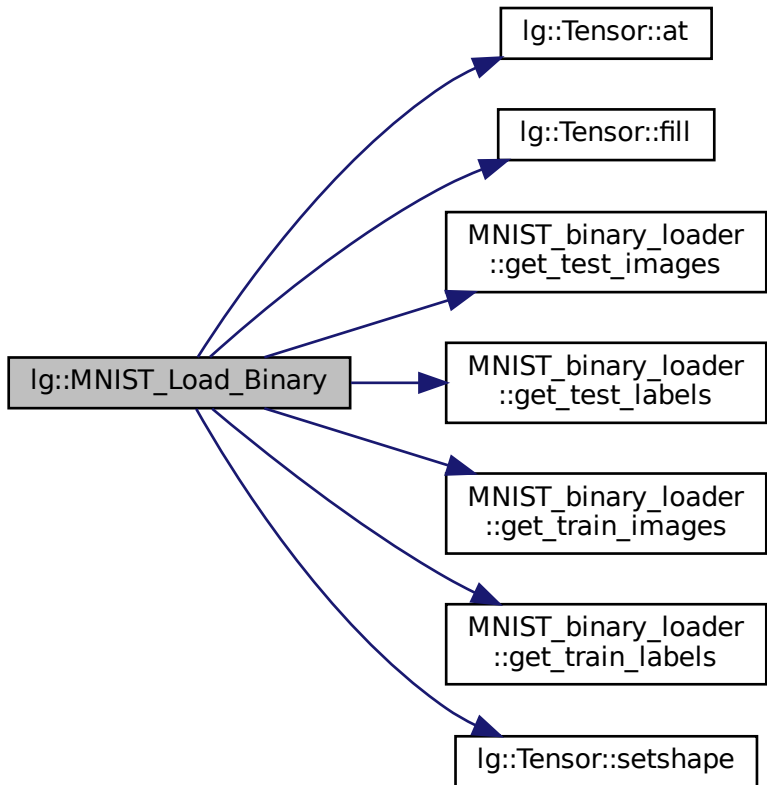 lg::Tensor::at
lg::Tensor::fill
MNIST_binary_loader
::get_test_images
lg::MNIST_Load_Binary
MNIST_binary_loader
::get_test_labels
MNIST_binary_loader
::get_train_images
MNIST_binary_loader
::get_train_labels
lg::Tensor::setshape